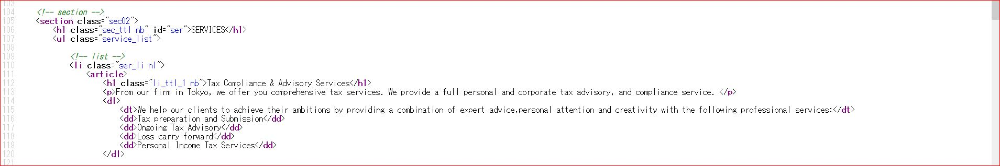 103
104 <!-- section -->
105 <section class="sec02">
106 <h1 class="sec_ttl nb" id="ser">SERVICES</h1>
107 <ul class="service_list">
108
109 <!-- list -->
110 <li class="ser_li nl">
111 <article>
112 <h1 class="li_ttl_1 nb">Tax Compliance & Advisory Services</h1>
113 <p>From our firm in Tokyo, we offer you comprehensive tax services. We provide a full personal and corporate tax advisory, and compliance service. </p>
114 <dl>
115 <dt>We help our clients to achieve their ambitions by providing a combination of expert advice,personal attention and creativity with the following professional services:</dt>
116 <dd>Tax preparation and Submission</dd>
117 <dd>Ongoing Tax Advisory</dd>
118 <dd>Loss carry forward</dd>
119 <dd>Personal Income Tax Services</dd>
120 </dl>
121